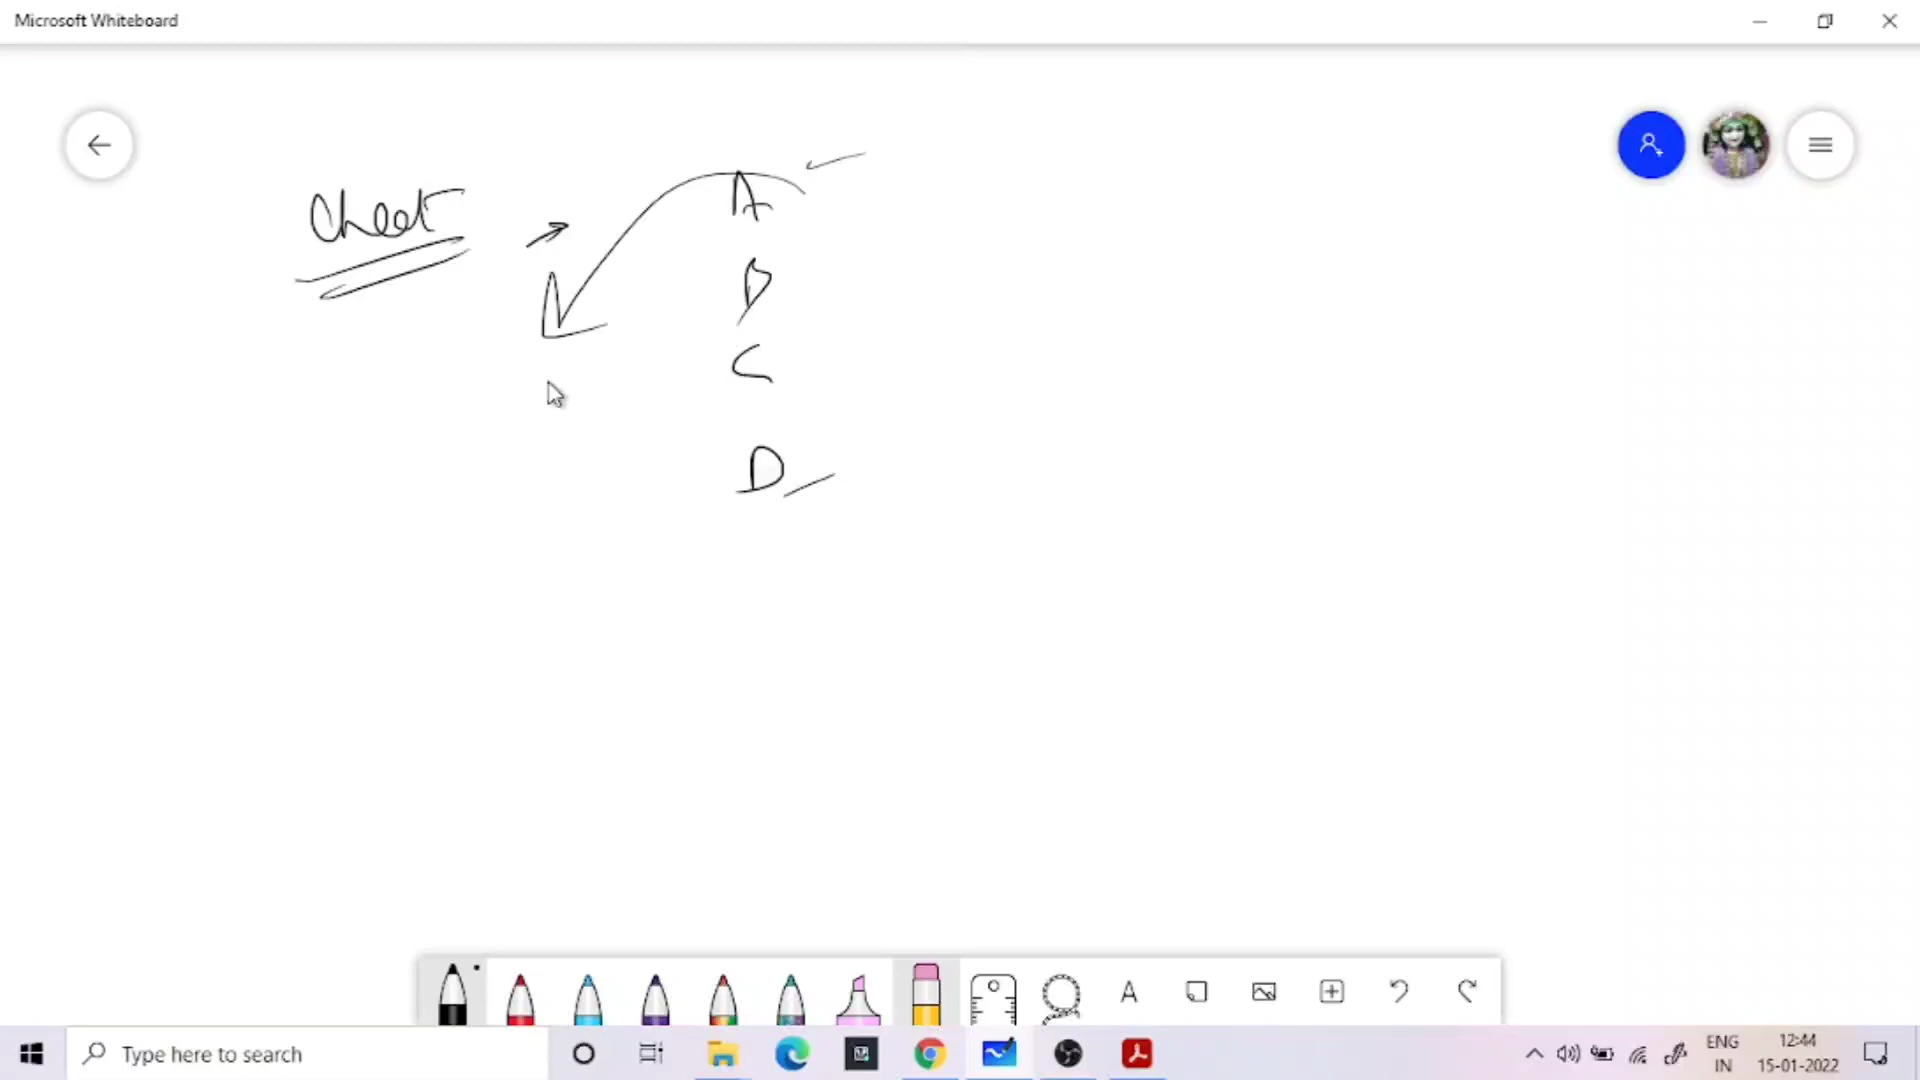 Microsoft Whiteboard
Cheat
A
B
C
D
A
Type here to search
ENG
IN
12:44
15-01-2022